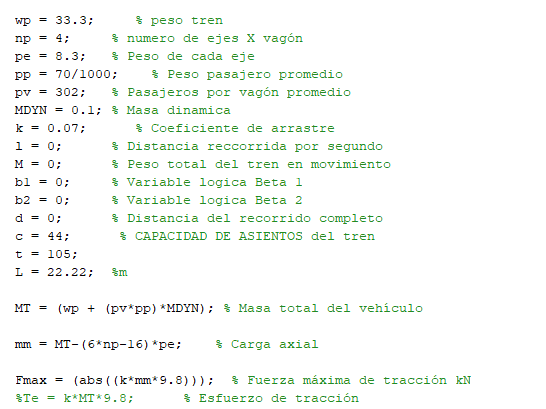 wp = 33.3;     % peso tren
np = 4;     % numero de ejes X vagón
pe = 8.3;   % Peso de cada eje
pp = 70/1000;    % Peso pasajero promedio
pv = 302;  % Pasajeros por vagón promedio
MDYN = 0.1; % Masa dinamica
k = 0.07;      % Coeficiente de arrastre
l = 0;      % Distancia reccorrida por segundo
M = 0;      % Peso total del tren en movimiento
b1 = 0;     % Variable logica Beta 1
b2 = 0;     % Variable logica Beta 2
d = 0;      % Distancia del recorrido completo
c = 44;      % CAPACIDAD DE ASIENTOS del tren
t = 105;
L = 22.22;  %m
MT = (wp + (pv*pp)*MDYN); % Masa total del vehículo
mm = MT-(6*np-16)*pe;    % Carga axial
Fmax = (abs((k*mm*9.8)));  % Fuerza máxima de tracción kN
%Te = k*MT*9.8;      % Esfuerzo de tracción